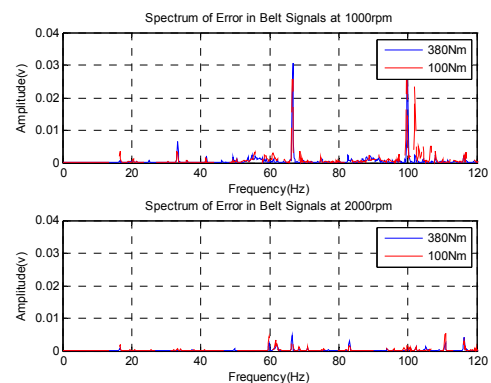 Spectrum of Error in Belt Signals at 1000rpm
0.04
0.03
0.02
0.01
0
Amplitude(v)
380Nm
100Nm
0 20 40 60 80 100 120
Frequency(Hz)
Spectrum of Error in Belt Signals at 2000rpm
0.04
0.03
0.02
0.01
0
Amplitude(v)
380Nm
100Nm
0 20 40 60 80 100 120
Frequency(Hz)